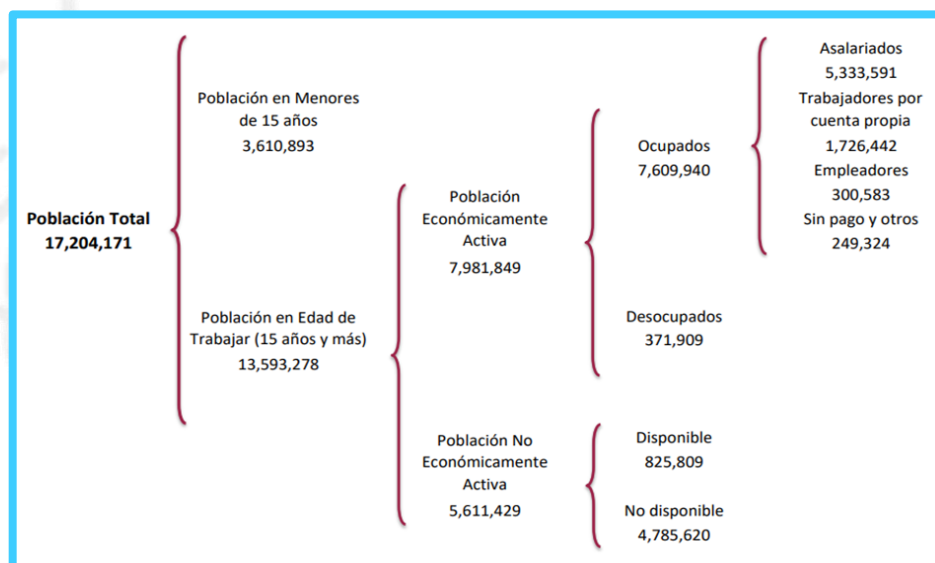 Población Total
17,204,171
Población en Menores
de 15 años
3,610,893
Población en Edad de
Trabajar (15 años y más)
13,593,278
Población
Económicamente
Activa
7,981,849
Población No
Económicamente
Activa
5,611,429
Ocupados
7,609,940
Desocupados
371,909
Disponible
825,809
No disponible
4,785,620
Asalariados
5,333,591
Trabajadores por
cuenta propia
1,726,442
Empleadores
300,583
Sin pago y otros
249,324